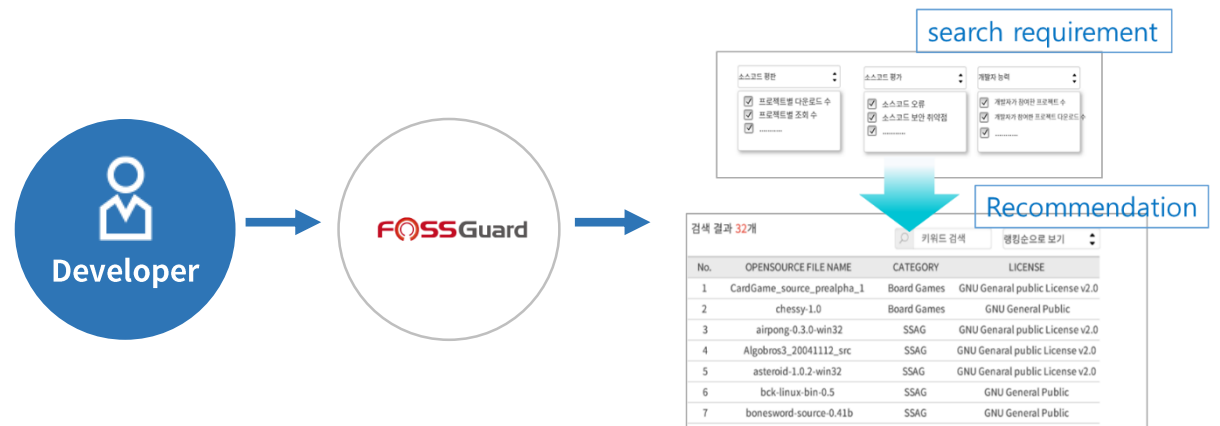 Developer
FOSSGuard
search requirement
소스코드 평판 소스코드 평가 개발자 능력
프로젝트별 다운로드 수
프로젝트별 조회 수
...........
소스코드 오류
소스코드 보안 취약점
...........
개발자가 참여한 프로젝트 수
개발자가 참여한 프로젝트 다운로드 수
...........
Recommendation
검색 결과 32개 키워드 검색 랭킹순으로 보기
No. OPENSOURCE FILE NAME CATEGORY LICENSE
1 CardGame_source_prealpha_1 Board Games GNU Genaral public License v2.0
2 chessy-1.0 Board Games GNU General Public
3 airpong-0.3.0-win32 SSAG GNU Genaral public License v2.0
4 Algobros3_20041112_src SSAG GNU Genaral public License v2.0
5 asteroid-1.0.2-win32 SSAG GNU Genaral public License v2.0
6 bck-linux-bin-0.5 SSAG GNU General Public
7 bonesword-source-0.41b SSAG GNU General Public